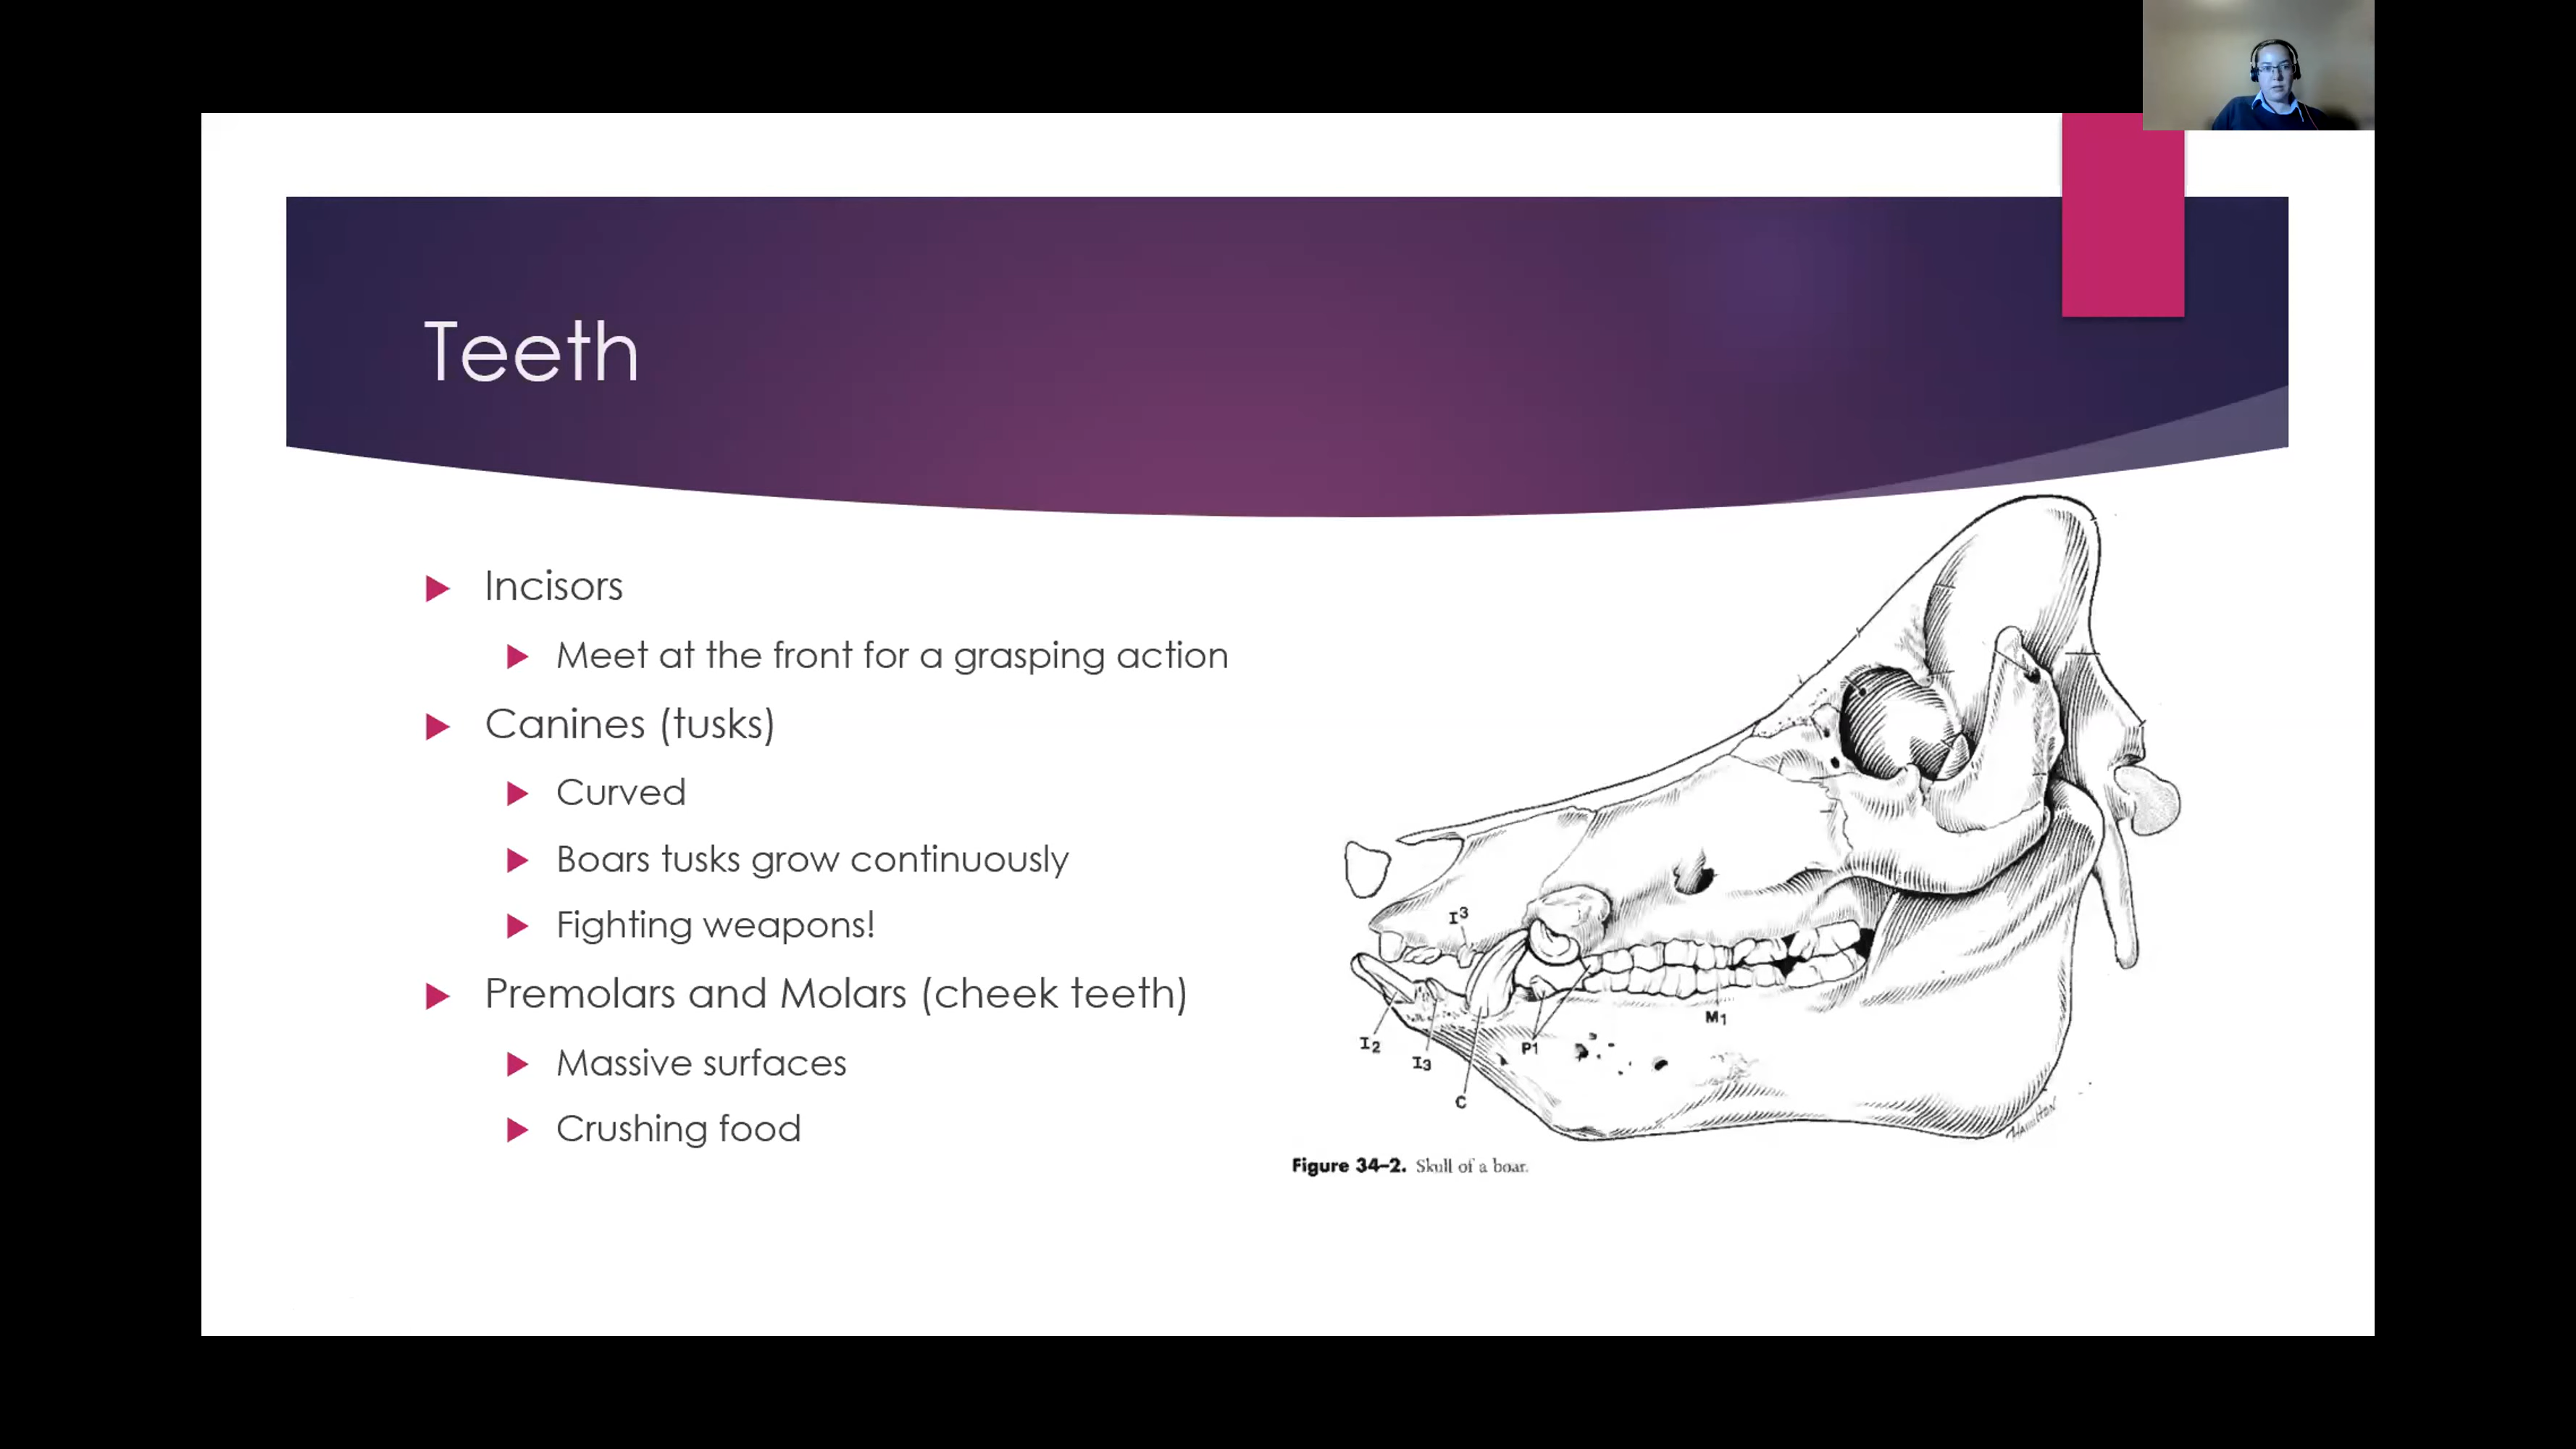 Teeth
Incisors
Meet at the front for a grasping action
Canines (tusks)
Curved
Boars tusks grow continuously
Fighting weapons!
Premolars and Molars (cheek teeth)
Massive surfaces
Crushing food
I3
I2
I3
C
P1
M1
HAMILTON
Figure 34–2. Skull of a boar.